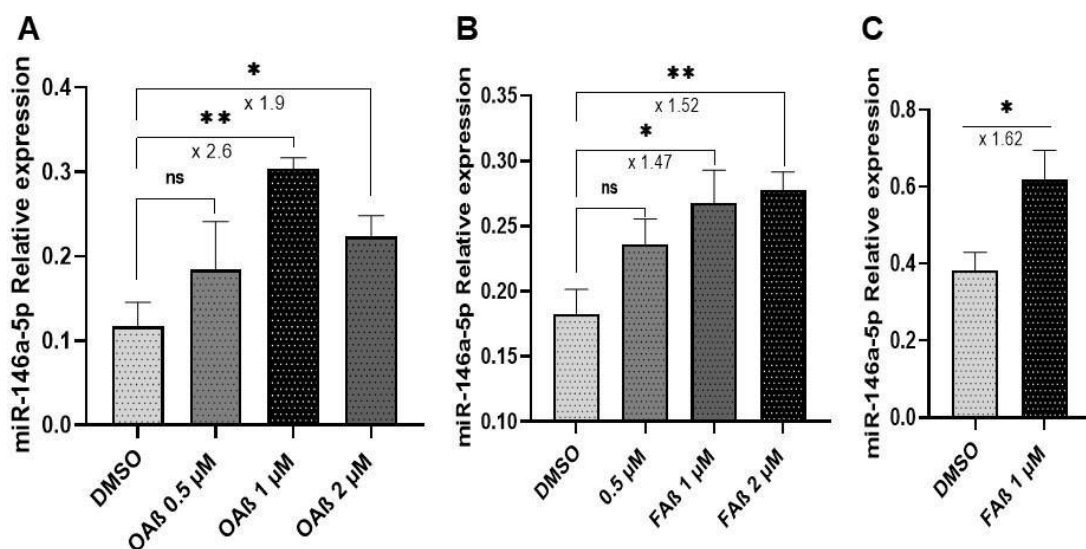 A
miR-146a-5p Relative expression
0.4
0.3
0.2
0.1
0.0
*
x 1.9
**
x 2.6
ns
DMSO
OAß 0.5 µM
OAß 1 µM
OAß 2 µM
B
miR-146a-5p Relative expression
0.35
0.30
0.25
0.20
0.15
0.10
**
x 1.52
*
x 1.47
ns
DMSO
0.5 µM
FAß 1 µM
FAß 2 µM
C
miR-146a-5p Relative expression
0.8
0.6
0.4
0.2
0.0
*
x 1.62
DMSO
FAß 1 µM